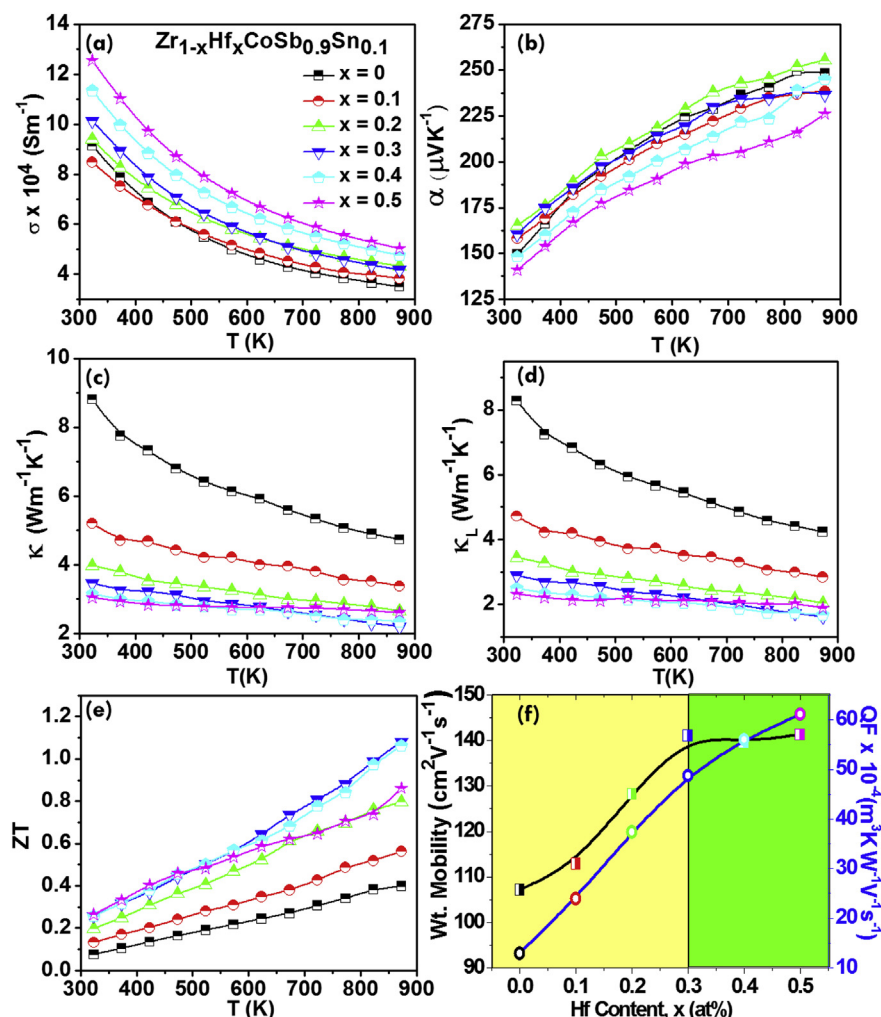 (a) Zr1-xHfxCoSb0.9Sn0.1
x = 0
x = 0.1
x = 0.2
x = 0.3
x = 0.4
x = 0.5
σ x 10⁴ (Sm⁻¹)
14
12
10
8
6
4
300 400 500 600 700 800 900
T (K)
(b)
α (μVK⁻¹)
250
225
200
175
150
125
300 400 500 600 700 800 900
T (K)
(c)
κ (Wm⁻¹K⁻¹)
10
8
6
4
2
300 400 500 600 700 800 900
T(K)
(d)
κL (Wm⁻¹K⁻¹)
8
6
4
2
300 400 500 600 700 800 900
T(K)
(e)
ZT
1.2
1.0
0.8
0.6
0.4
0.2
0.0
300 400 500 600 700 800 900
T (K)
(f)
Wt. Mobility (cm²V⁻¹s⁻¹)
150
140
130
120
110
100
90
0.0 0.1 0.2 0.3 0.4 0.5
Hf Content, x (at%)
60
50
40
30
20
10
QF x 10⁻⁴(m³K W⁻¹V⁻¹s⁻¹)